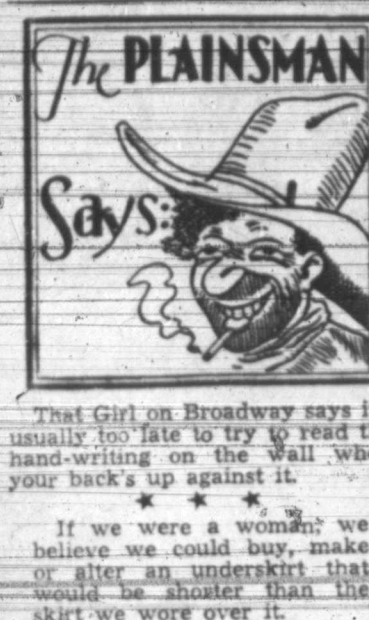 The PLAINSMAN
Says:
That Girl on Broadway says i
usually too late to try to read t
hand-writing on the wall whe
your back's up against it.
★ ★ ★
If we were a woman, we
believe we could buy, make
or alter an underskirt that
would be shorter than the
skirt we wore over it.